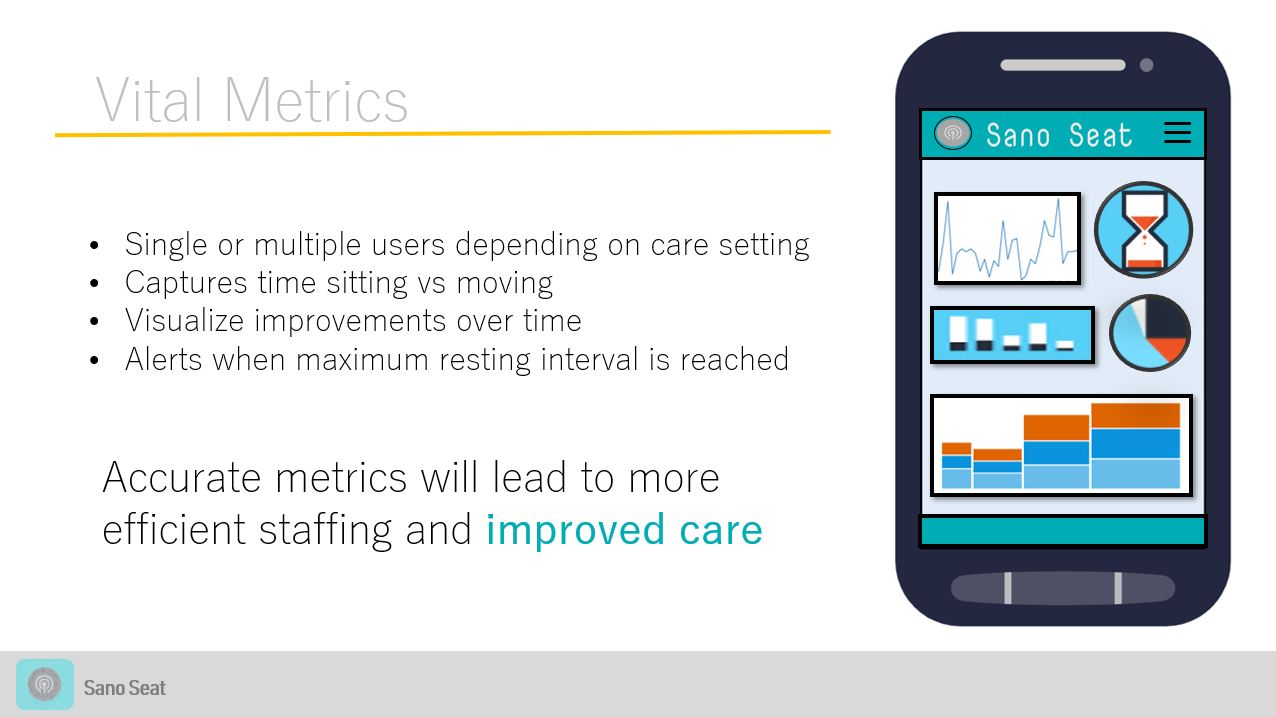 Vital Metrics
Sano Seat
• Single or multiple users depending on care setting
• Captures time sitting vs moving
• Visualize improvements over time
• Alerts when maximum resting interval is reached
Accurate metrics will lead to more
efficient staffing and improved care
Sano Seat